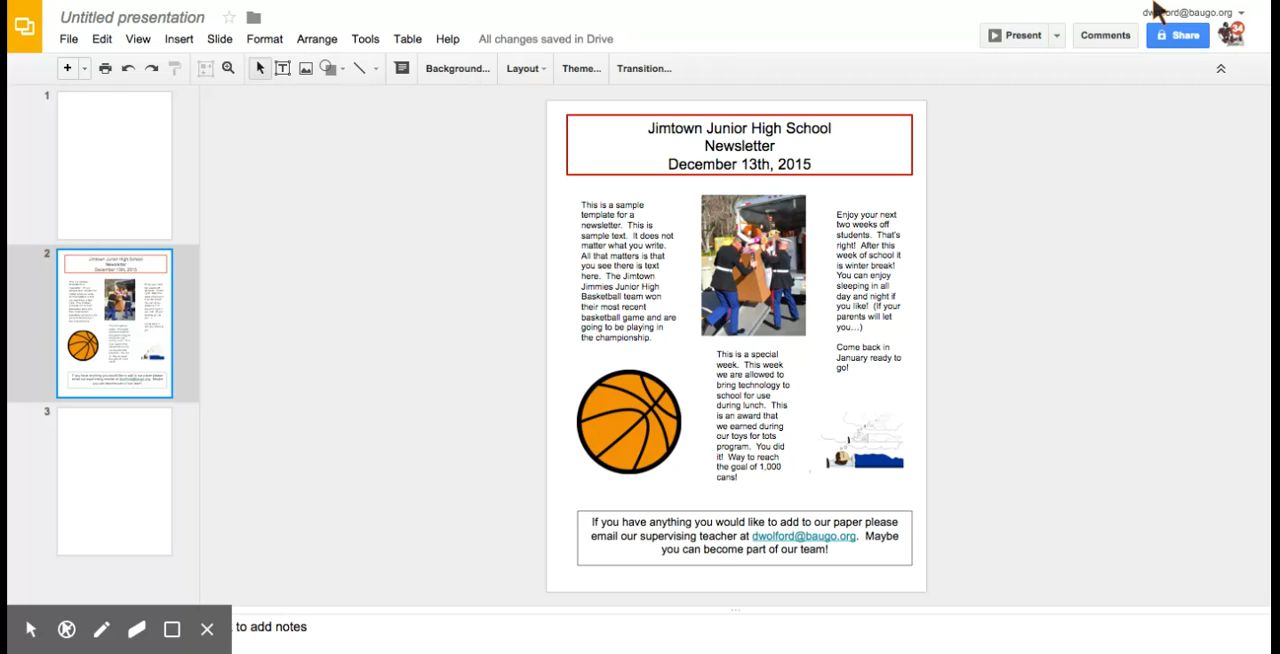 Untitled presentation
dwolford@baugo.org
File Edit View Insert Slide Format Arrange Tools Table Help All changes saved in Drive
Present Comments Share 34
Background... Layout Theme... Transition...
1
2
3
Jimtown Junior High School
Newsletter
December 13th, 2015
This is a sample
template for a
newsletter. This is
sample text. It does not
matter what you write.
All that matters is that
you see there is text
here. The Jimtown
Jimmies Junior High
Basketball team won
their most recent
basketball game and are
going to be playing in
the championship.
This is a special
week. This week
we are allowed to
bring technology to
school for use
during lunch. This
is an award that
we earned during
our toys for tots
program. You did
it! Way to reach
the goal of 1,000
cans!
Enjoy your next
two weeks off
students. That's
right! After this
week of school it
is winter break!
You can enjoy
sleeping in all
day and night if
you like! (If your
parents will let
you...)
Come back in
January ready to
go!
If you have anything you would like to add to our paper please
email our supervising teacher at dwolford@baugo.org. Maybe
you can become part of our team!
to add notes